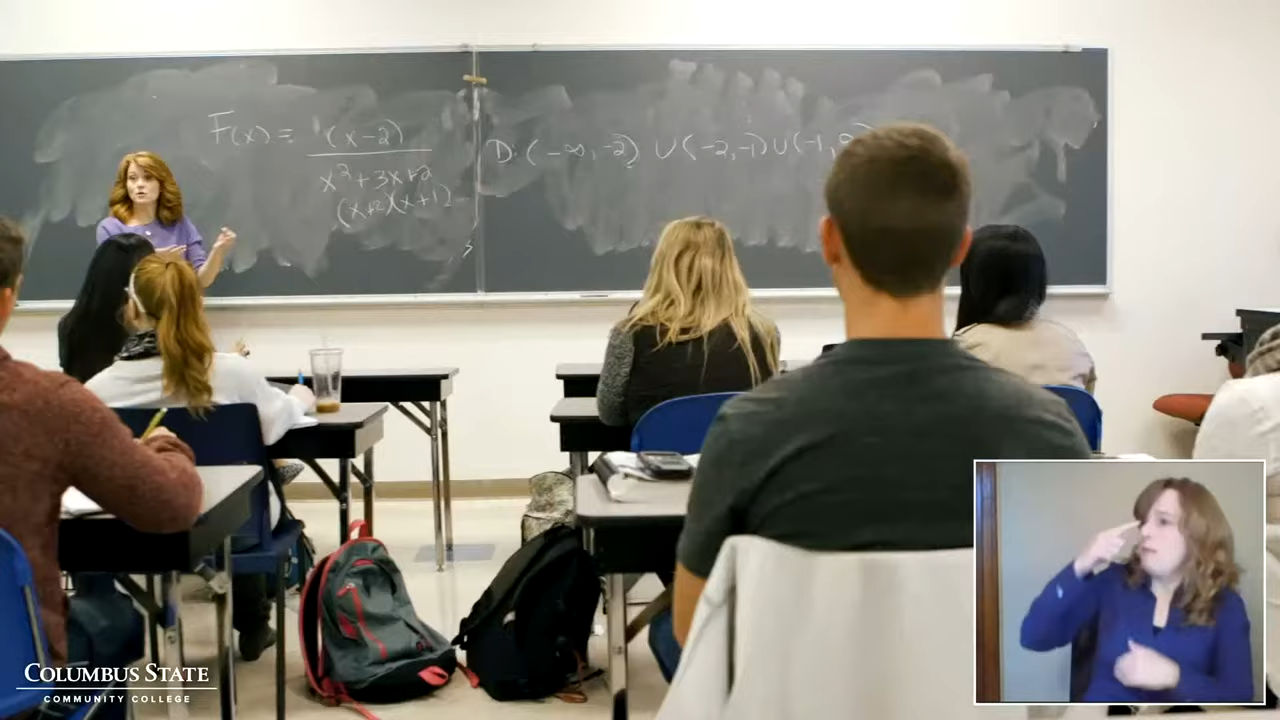 F(x) = (x-2)
x² + 3x + 2
(x+2)(x+1)
D: (-∞, -2) ∪ (-2, -1) ∪ (-1,
COLUMBUS STATE
COMMUNITY COLLEGE